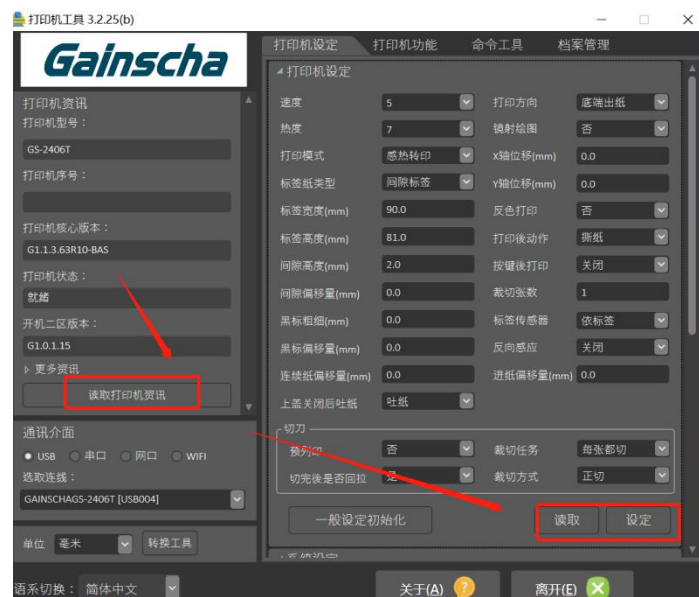 打印机工具 3.2.25(b)
Gainscha
打印机资讯
打印机型号：
GS-2406T
打印机序号：
打印机核心版本：
G1.1.3.63R10-BAS
打印机状态：
就绪
开机二区版本：
G1.0.1.15
更多资讯
读取打印机资讯
通讯介面
USB 串口 网口 WIFI
选取连线：
GAINSCHAGS-2406T [USB004]
单位 毫米 转换工具
语系切换： 简体中文
打印机设定 打印机功能 命令工具 档案管理
打印机设定
速度 5 打印方向 底端出纸
热度 7 镜射绘图 否
打印模式 感热转印 X轴位移(mm) 0.0
标签纸类型 间隙标签 Y轴位移(mm) 0.0
标签宽度(mm) 90.0 反色打印 否
标签高度(mm) 81.0 打印後动作 撕纸
间隙高度(mm) 2.0 按键後打印 关闭
间隙偏移量(mm) 0.0 裁切张数 1
黑标粗细(mm) 0.0 标签传感器 依标签
黑标偏移量(mm) 0.0 反向感应 关闭
连续纸偏移量(mm) 0.0 进纸偏移量(mm) 0.0
上盖关闭后吐纸 吐纸
切刀
预列印 否 裁切任务 每张都切
切完後是否回拉 是 裁切方式 正切
一般设定初始化 读取 设定
系统设定
关于(A) 离开(E)